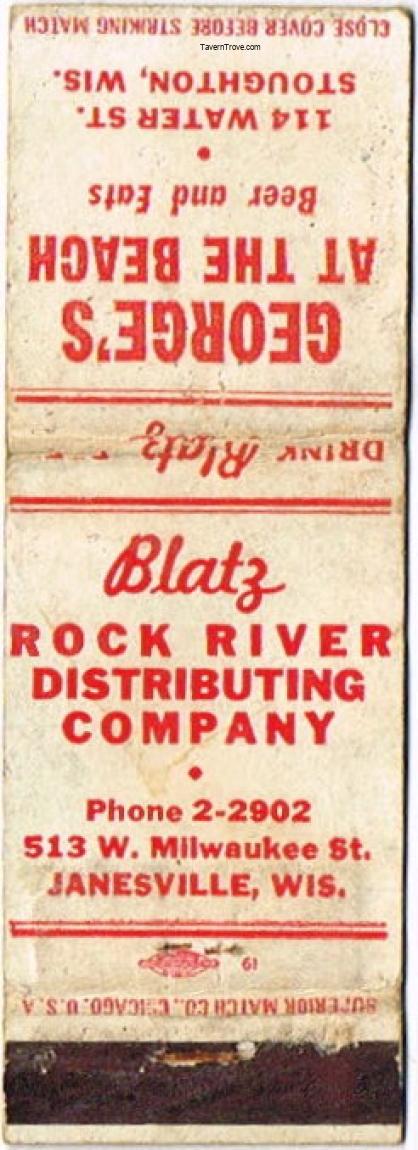 CLOSE COVER BEFORE STRIKING MATCH
TavernTrove.com
114 WATER ST.
STOUGHTON, WIS.
Beer and Eats
GEORGE'S
AT THE BEACH
DRINK Blatz
Blatz
ROCK RIVER
DISTRIBUTING
COMPANY
Phone 2-2902
513 W. Milwaukee St.
JANESVILLE, WIS.
19
SUPERIOR MATCH CO., CHICAGO, U.S.A